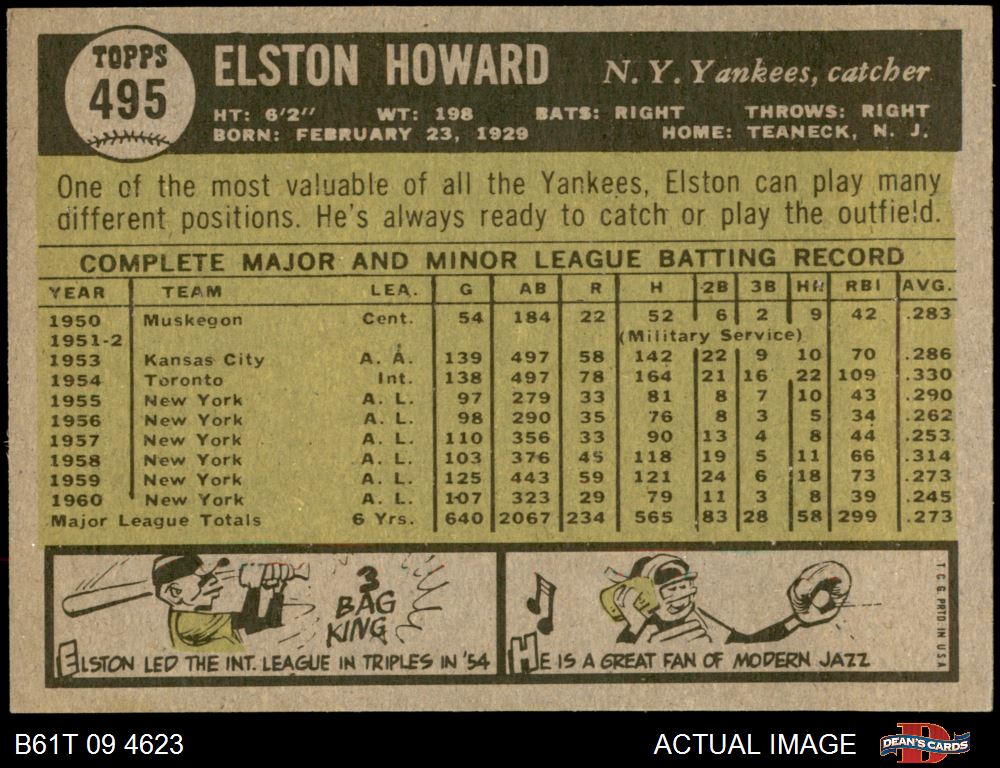 TOPPS
495
ELSTON HOWARD
N. Y. Yankees, catcher
HT: 6'2" WT: 198 BATS: RIGHT THROWS: RIGHT
BORN: FEBRUARY 23, 1929 HOME: TEANECK, N. J.
One of the most valuable of all the Yankees, Elston can play many
different positions. He's always ready to catch or play the outfield.
COMPLETE MAJOR AND MINOR LEAGUE BATTING RECORD
YEAR TEAM LEA. G AB R H 2B 3B HR RBI AVG.
1950 Muskegon Cent. 54 184 22 52 6 2 9 42 .283
1951-2 (Military Service)
1953 Kansas City A. A. 139 497 58 142 22 9 10 70 .286
1954 Toronto Int. 138 497 78 164 21 16 22 109 .330
1955 New York A. L. 97 279 33 81 8 7 10 43 .290
1956 New York A. L. 98 290 35 76 8 3 5 34 .262
1957 New York A. L. 110 356 33 90 13 4 8 44 .253
1958 New York A. L. 103 376 45 118 19 5 11 66 .314
1959 New York A. L. 125 443 59 121 24 6 18 73 .273
1960 New York A. L. 107 323 29 79 11 3 8 39 .245
Major League Totals 6 Yrs. 640 2067 234 565 83 28 58 299 .273
3
BAG
KING
ELSTON LED THE INT. LEAGUE IN TRIPLES IN '54
HE IS A GREAT FAN OF MODERN JAZZ
T. C. G. PRTD. IN U.S.A.
B61T 09 4623
ACTUAL IMAGE
DEAN'S CARDS